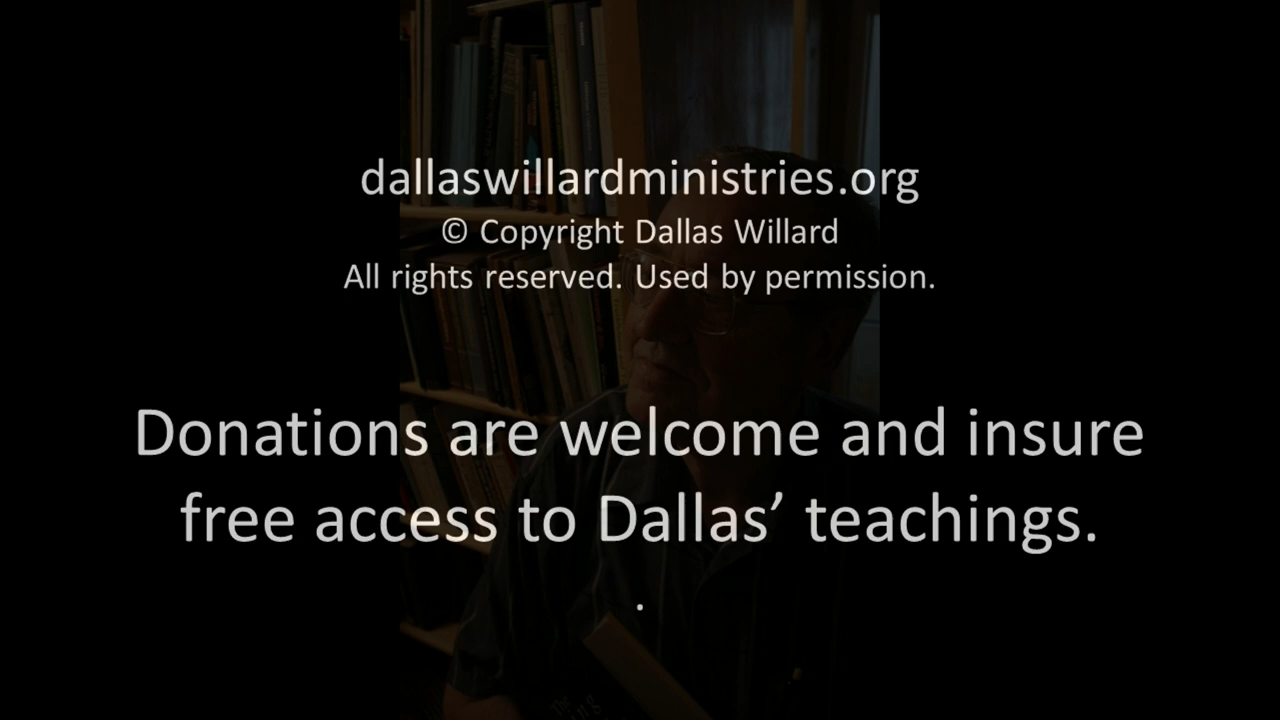 dallaswillardministries.org
© Copyright Dallas Willard
All rights reserved. Used by permission.
Donations are welcome and insure
free access to Dallas’ teachings.
.
The